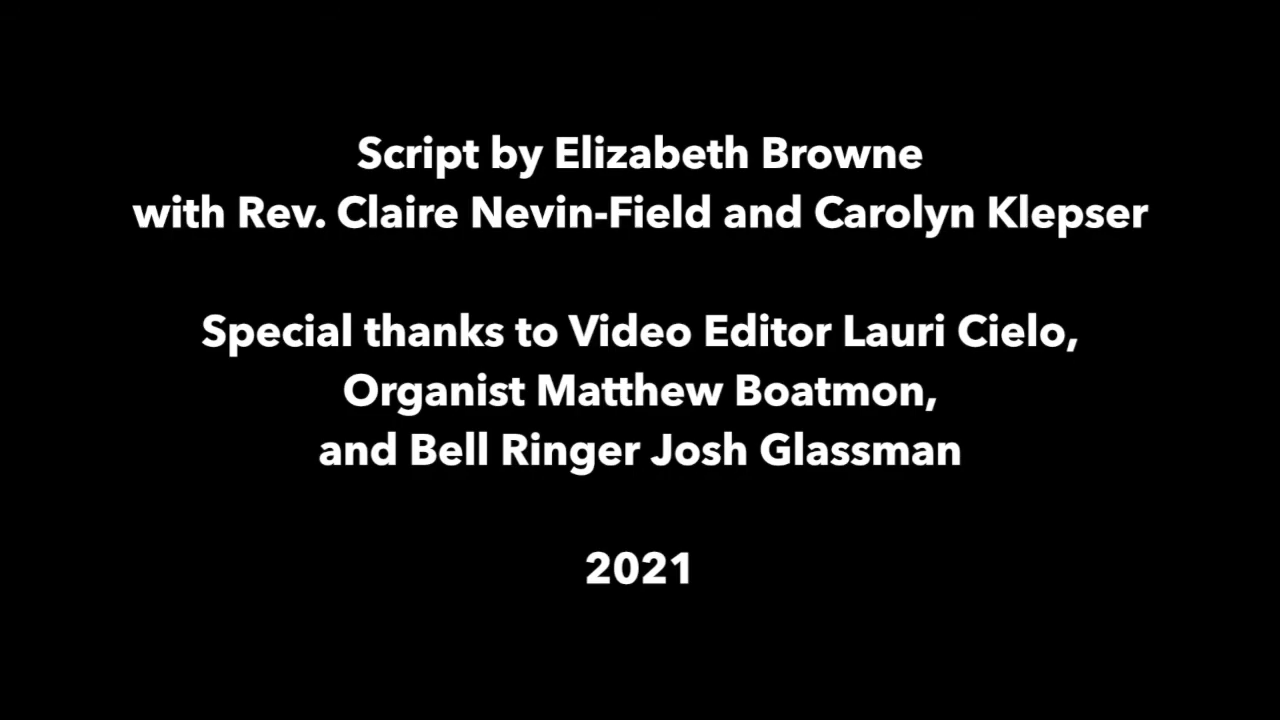 Script by Elizabeth Browne
with Rev. Claire Nevin-Field and Carolyn Klepser
Special thanks to Video Editor Lauri Cielo,
Organist Matthew Boatmon,
and Bell Ringer Josh Glassman
2021